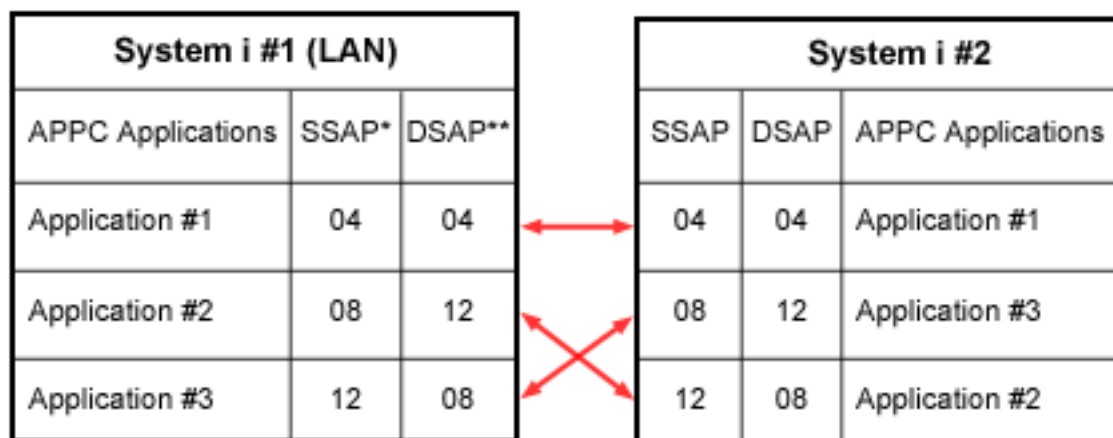 System i #1 (LAN)
APPC Applications SSAP* DSAP**
Application #1 04 04
Application #2 08 12
Application #3 12 08
System i #2
SSAP DSAP APPC Applications
04 04 Application #1
08 12 Application #3
12 08 Application #2